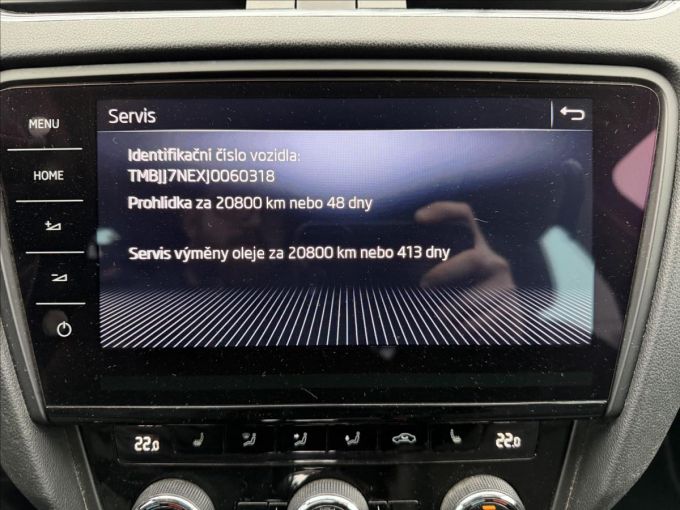 Servis
MENU
HOME
Identifikační číslo vozidla:
TMBJJ7NEXJ0060318
Prohlídka za 20800 km nebo 48 dny
Servis výměny oleje za 20800 km nebo 413 dny
22.0
22.0